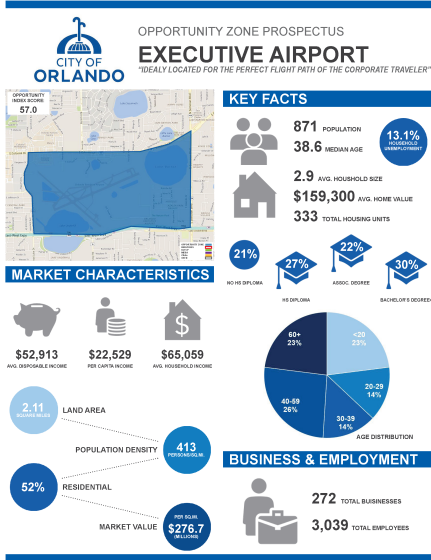 CITY OF
ORLANDO
OPPORTUNITY ZONE PROSPECTUS
EXECUTIVE AIRPORT
"IDEALY LOCATED FOR THE PERFECT FLIGHT PATH OF THE CORPORATE TRAVELER"
OPPORTUNITY
INDEX SCORE:
57.0
KEY FACTS
871 POPULATION
38.6 MEDIAN AGE
13.1%
HOUSEHOLD
UNEMPLOYMENT
2.9 AVG. HOUSHOLD SIZE
$159,300 AVG. HOME VALUE
333 TOTAL HOUSING UNITS
21%
NO HS DIPLOMA
27%
HS DIPLOMA
22%
ASSOC. DEGREE
30%
BACHELOR'S DEGREE
MARKET CHARACTERISTICS
$52,913
AVG. DISPOSABLE INCOME
$22,529
PER CAPITA INCOME
$65,059
AVG. HOUSEHOLD INCOME
2.11
SQUARE MILES
LAND AREA
POPULATION DENSITY
413
PERSONS/SQ.MI.
52%
RESIDENTIAL
MARKET VALUE
PER SQ.MI.
$276.7
(MILLIONS)
60+
23%
<20
23%
20-29
14%
30-39
14%
40-59
26%
AGE DISTRIBUTION
BUSINESS & EMPLOYMENT
272 TOTAL BUISINESSES
3,039 TOTAL EMPLOYEES